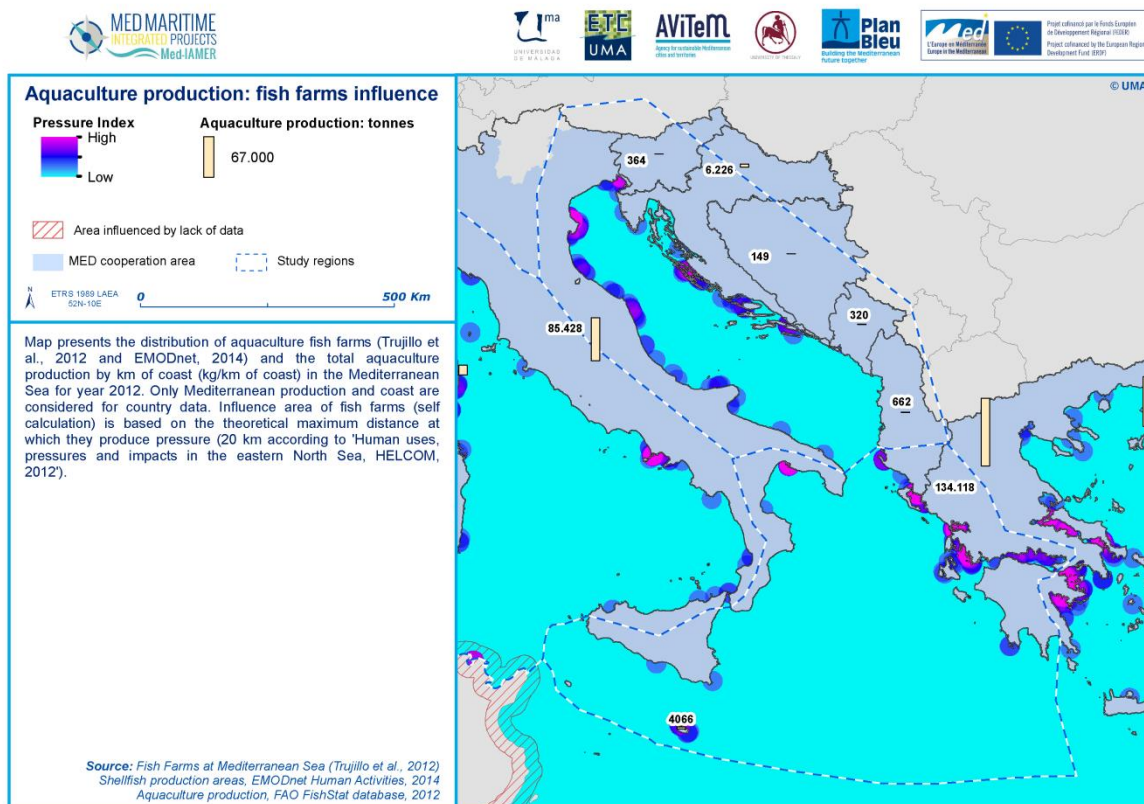 MED MARITIME
INTEGRATED PROJECTS
Med-IAMER
uma
UNIVERSIDAD
DE MÁLAGA
ETC
UMA
AViTeM
Agency for sustainable Mediterranean
cities and territories
UNIVERSITY OF THESSALY
Plan
Bleu
Building the Mediterranean
future together
Med
L'Europe en Méditerranée
Europe in the Mediterranean
Projet cofinancé par le Fonds Européen
de Développement Régional (FEDER)
Project cofinanced by the European Regional
Development Fund (ERDF)
Aquaculture production: fish farms influence
Pressure Index
High
Low
Aquaculture production: tonnes
67.000
Area influenced by lack of data
MED cooperation area
Study regions
N
ETRS 1989 LAEA
52N-10E
0
500 Km
Map presents the distribution of aquaculture fish farms (Trujillo et
al., 2012 and EMODnet, 2014) and the total aquaculture
production by km of coast (kg/km of coast) in the Mediterranean
Sea for year 2012. Only Mediterranean production and coast are
considered for country data. Influence area of fish farms (self
calculation) is based on the theoretical maximum distance at
which they produce pressure (20 km according to 'Human uses,
pressures and impacts in the eastern North Sea, HELCOM,
2012').
Source: Fish Farms at Mediterranean Sea (Trujillo et al., 2012)
Shellfish production areas, EMODnet Human Activities, 2014
Aquaculture production, FAO FishStat database, 2012
© UMA
364
6.226
149
320
85.428
662
134.118
4066